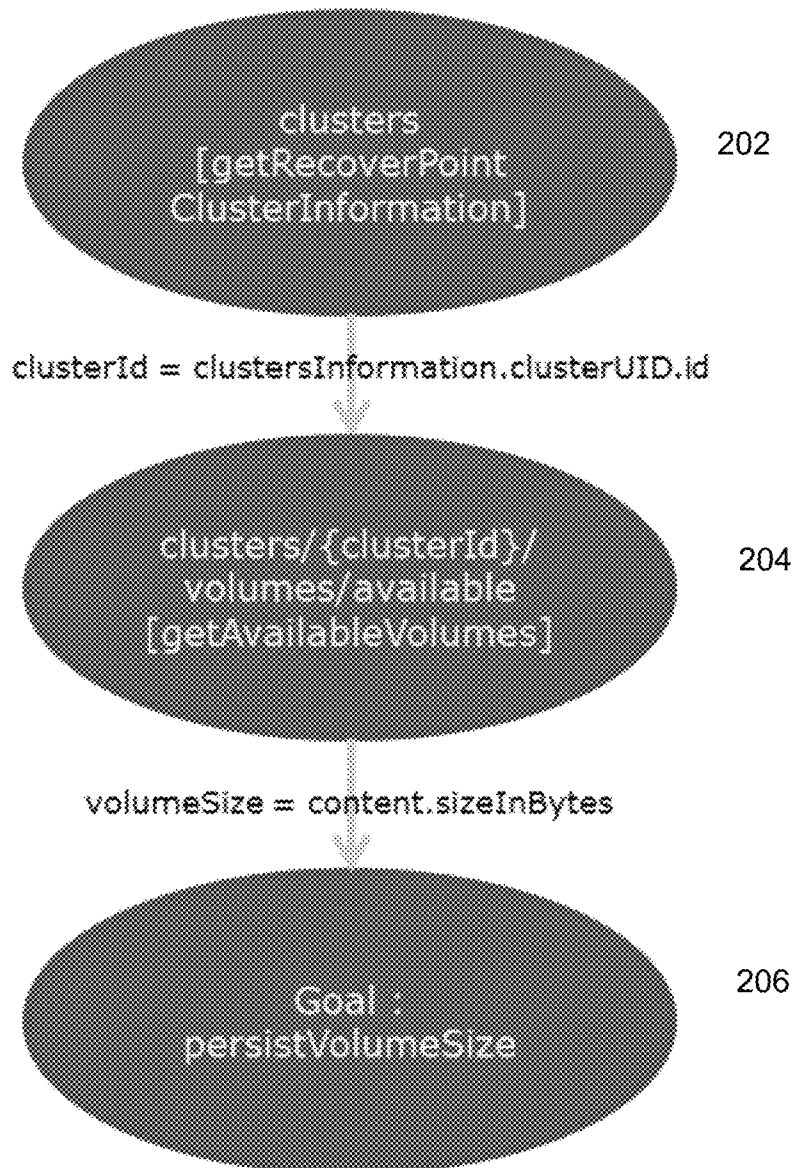 clusters
[getRecoverPoint
ClusterInformation]
202
clusterId = clustersInformation.clusterUID.id
clusters/{clusterId}/
volumes/available
[getAvailableVolumes]
204
volumeSize = content.sizeInBytes
Goal :
persistVolumeSize
206